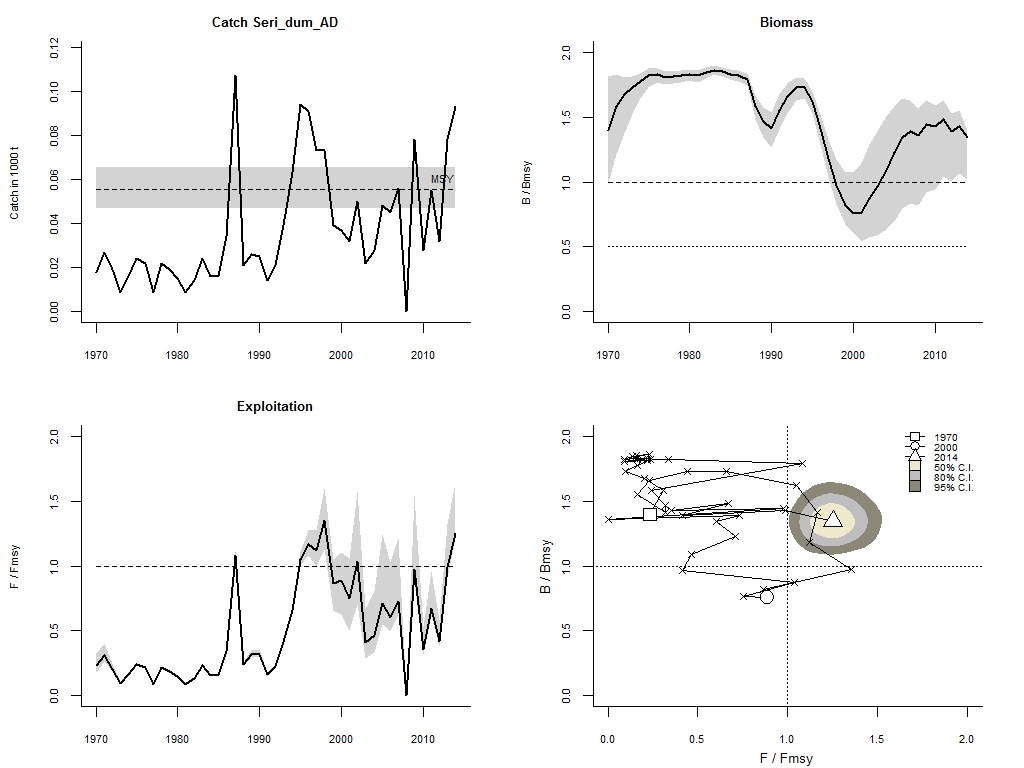 Catch Seri_dum_AD
Catch in 1000 t
0.00 0.02 0.04 0.06 0.08 0.10 0.12
MSY
1970 1980 1990 2000 2010
Biomass
B / Bmsy
0.0 0.5 1.0 1.5 2.0
1970 1980 1990 2000 2010
Exploitation
F / Fmsy
0.0 0.5 1.0 1.5 2.0
1970 1980 1990 2000 2010
B / Bmsy
0.0 0.5 1.0 1.5 2.0
1970
2000
2014
50% C.I.
80% C.I.
95% C.I.
0.0 0.5 1.0 1.5 2.0
F / Fmsy